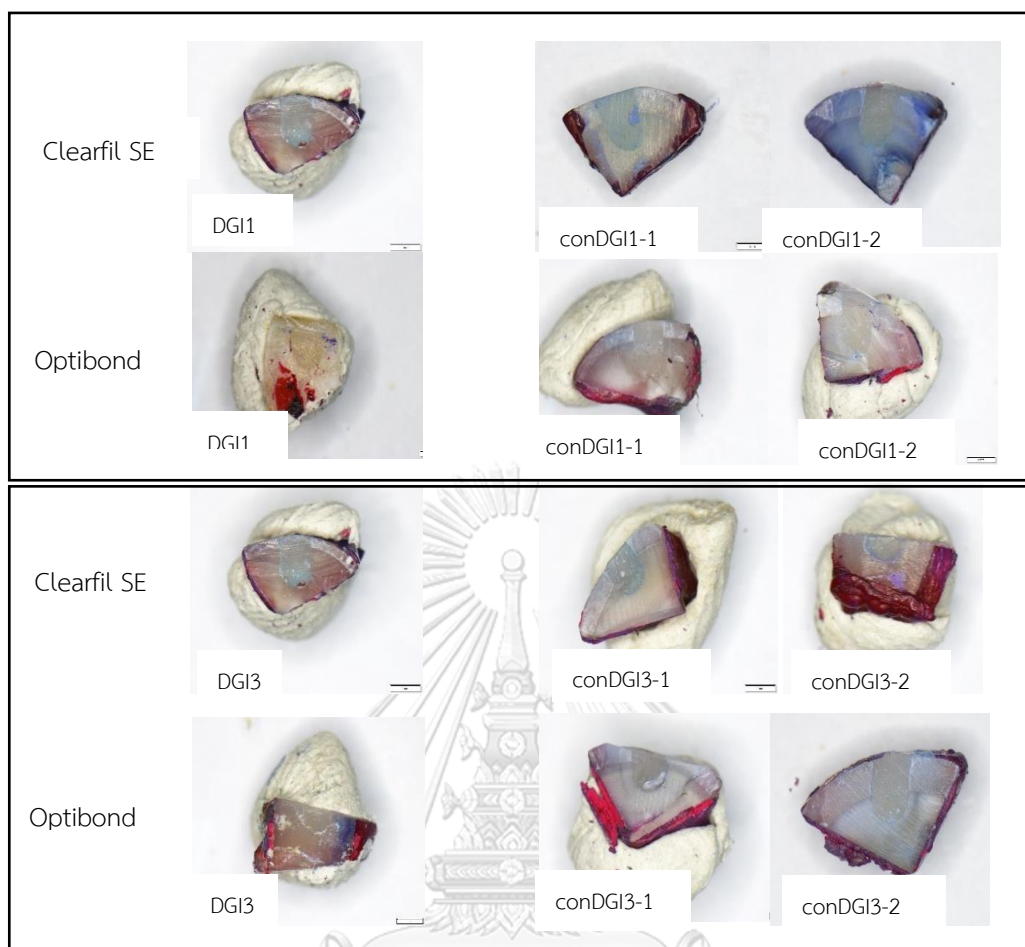 Clearfil SE
DGI1
conDGI1-1
conDGI1-2
Optibond
DGI1
conDGI1-1
conDGI1-2
Clearfil SE
DGI3
conDGI3-1
conDGI3-2
Optibond
DGI3
conDGI3-1
conDGI3-2